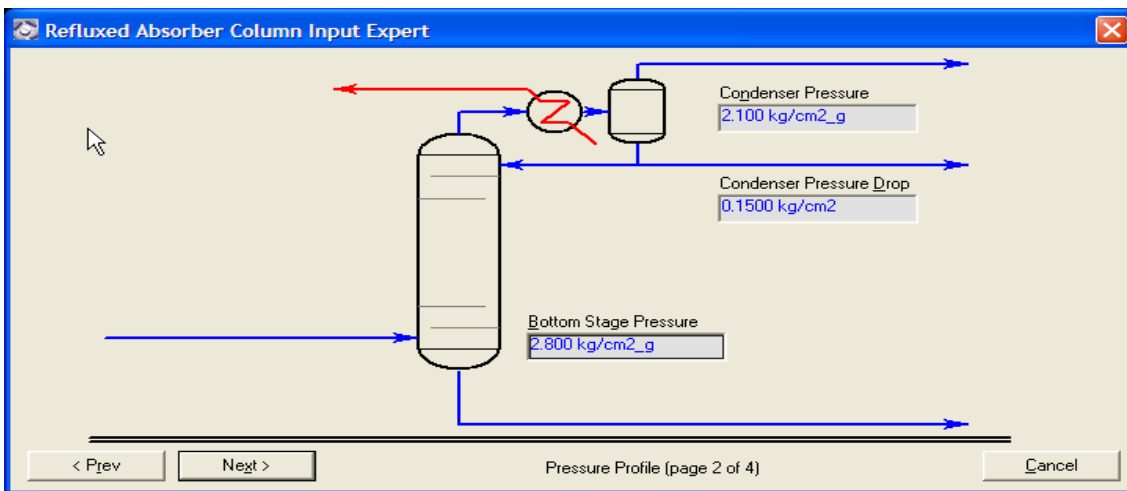 Refluxed Absorber Column Input Expert
Condenser Pressure
2.100 kg/cm2_g
Condenser Pressure Drop
0.1500 kg/cm2
Bottom Stage Pressure
2.800 kg/cm2_g
< Prev
Next >
Pressure Profile (page 2 of 4)
Cancel